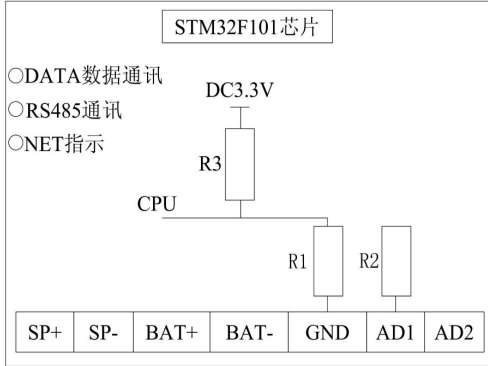 STM32F101芯片
○DATA数据通讯
○RS485通讯
○NET指示
DC3.3V
R3
CPU
R1
R2
SP+ SP- BAT+ BAT- GND AD1 AD2